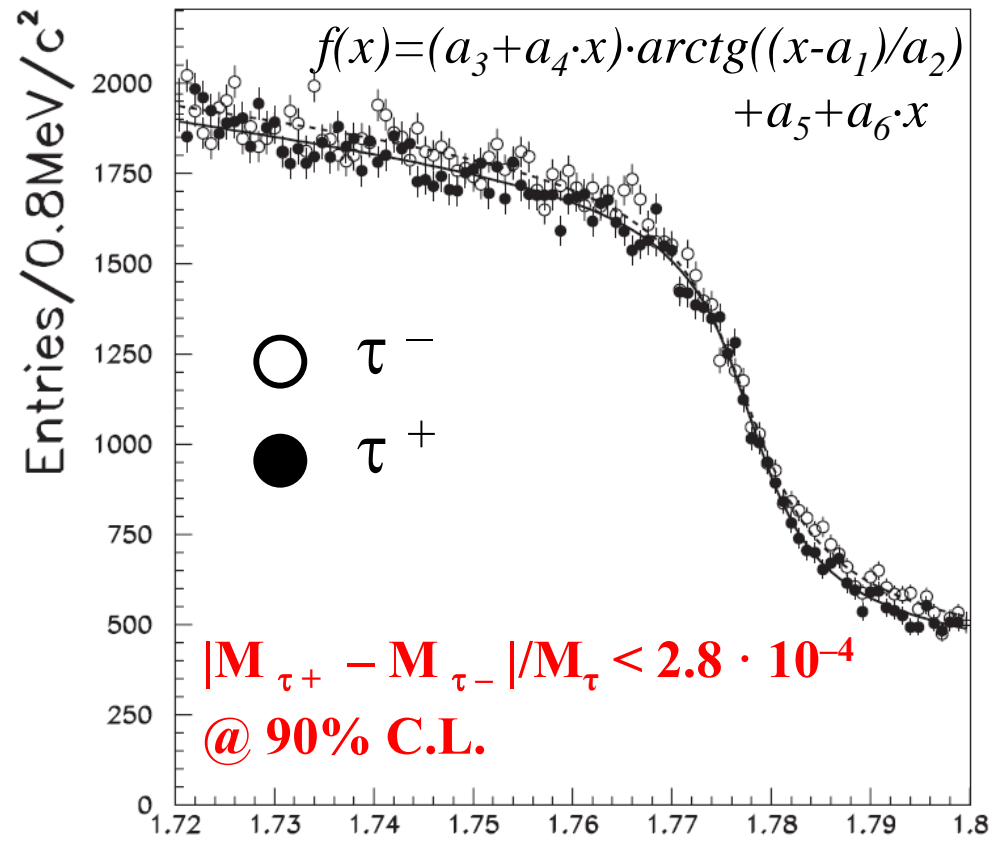 f(x)=(a₃+a₄·x)·arctg((x-a₁)/a₂)
+a₅+a₆·x
Entries/0.8MeV/c²
2000
1750
1500
1250
1000
750
500
250
0
τ −
τ +
|M τ+ – M τ– |/Mτ < 2.8 · 10–4
@ 90% C.L.
1.72 1.73 1.74 1.75 1.76 1.77 1.78 1.79 1.8